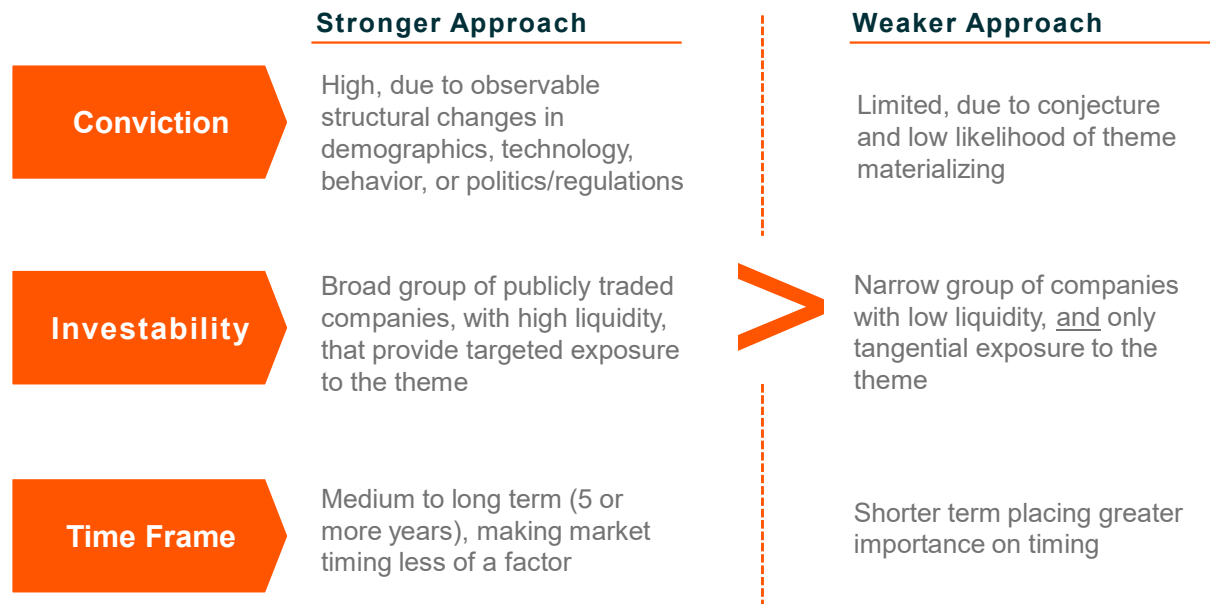 Stronger Approach
Weaker Approach
Conviction
High, due to observable
structural changes in
demographics, technology,
behavior, or politics/regulations
Limited, due to conjecture
and low likelihood of theme
materializing
Investability
Broad group of publicly traded
companies, with high liquidity,
that provide targeted exposure
to the theme
>
Narrow group of companies
with low liquidity, and only
tangential exposure to the
theme
Time Frame
Medium to long term (5 or
more years), making market
timing less of a factor
Shorter term placing greater
importance on timing